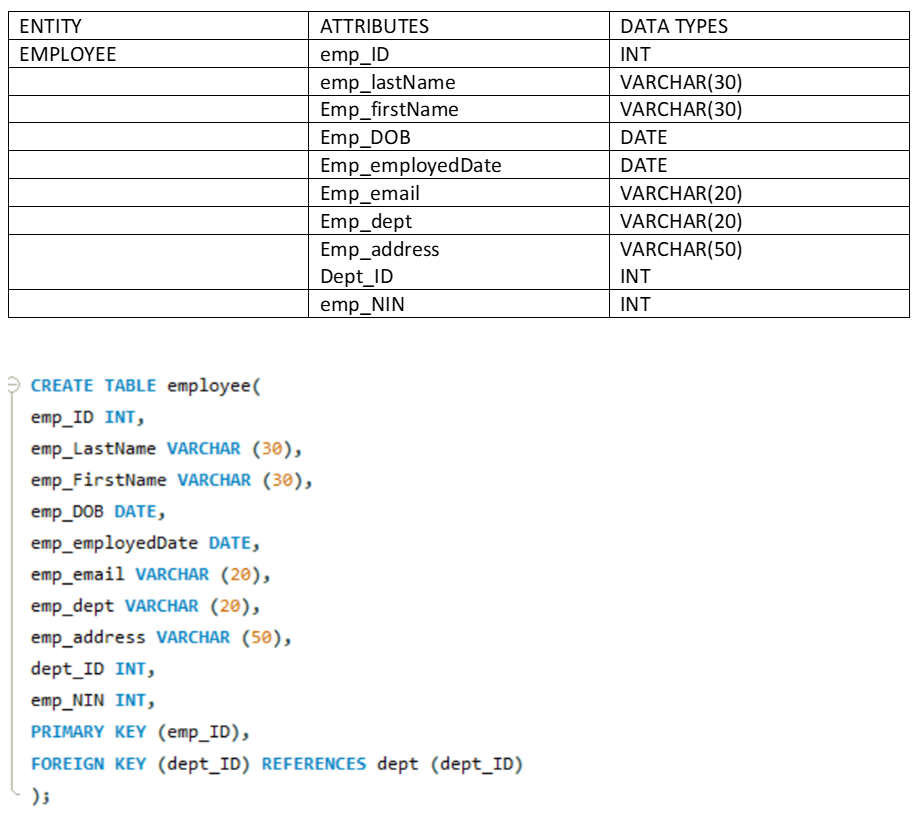 ENTITY ATTRIBUTES DATA TYPES
EMPLOYEE emp_ID INT
emp_lastName VARCHAR(30)
Emp_firstName VARCHAR(30)
Emp_DOB DATE
Emp_employedDate DATE
Emp_email VARCHAR(20)
Emp_dept VARCHAR(20)
Emp_address VARCHAR(50)
Dept_ID INT
emp_NIN INT
CREATE TABLE employee(
emp_ID INT,
emp_LastName VARCHAR (30),
emp_FirstName VARCHAR (30),
emp_DOB DATE,
emp_employedDate DATE,
emp_email VARCHAR (20),
emp_dept VARCHAR (20),
emp_address VARCHAR (50),
dept_ID INT,
emp_NIN INT,
PRIMARY KEY (emp_ID),
FOREIGN KEY (dept_ID) REFERENCES dept (dept_ID)
);